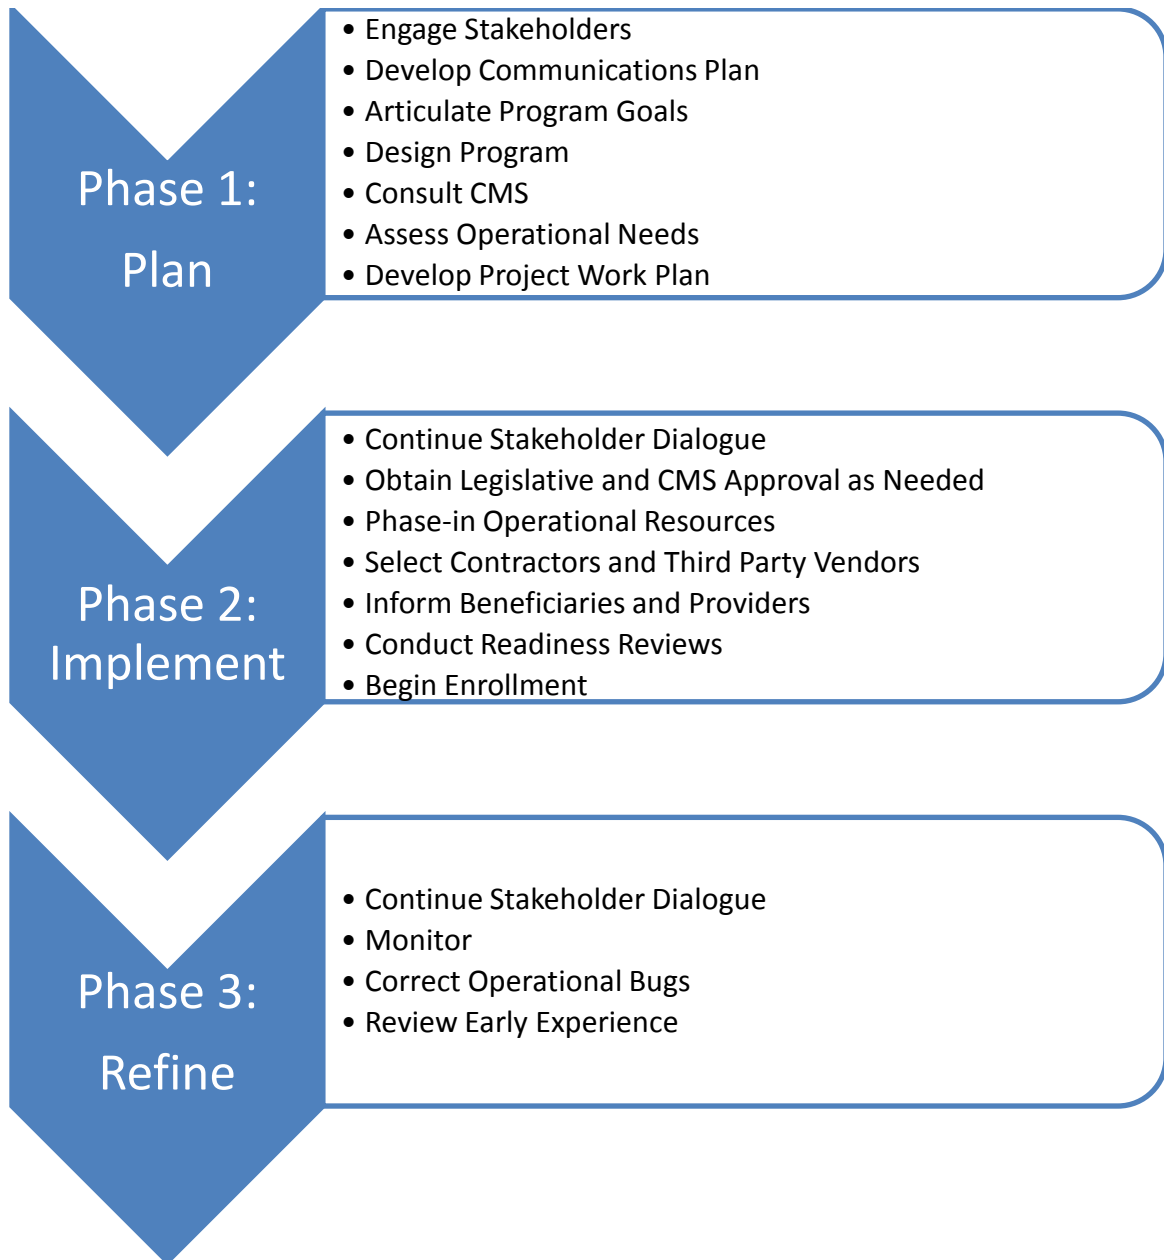 Phase 1:
Plan
• Engage Stakeholders
• Develop Communications Plan
• Articulate Program Goals
• Design Program
• Consult CMS
• Assess Operational Needs
• Develop Project Work Plan
Phase 2:
Implement
• Continue Stakeholder Dialogue
• Obtain Legislative and CMS Approval as Needed
• Phase-in Operational Resources
• Select Contractors and Third Party Vendors
• Inform Beneficiaries and Providers
• Conduct Readiness Reviews
• Begin Enrollment
Phase 3:
Refine
• Continue Stakeholder Dialogue
• Monitor
• Correct Operational Bugs
• Review Early Experience